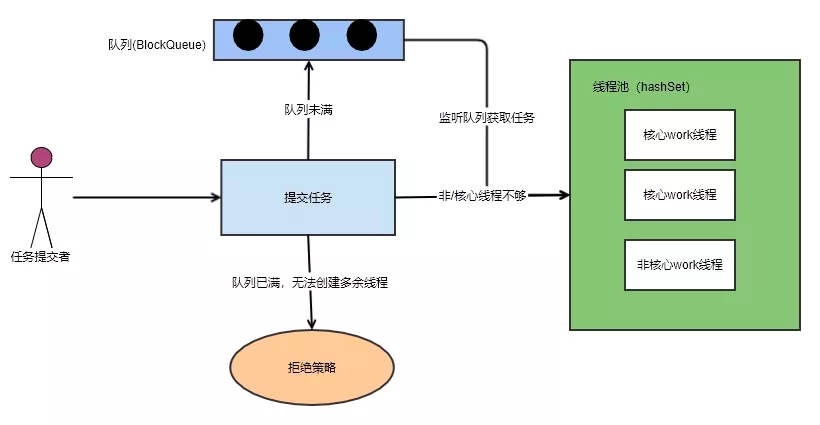 队列(BlockQueue)
队列未满
监听队列获取任务
线程池（hashSet）
核心work线程
核心work线程
非核心work线程
提交任务
非/核心线程不够
任务提交者
队列已满，无法创建多余线程
拒绝策略